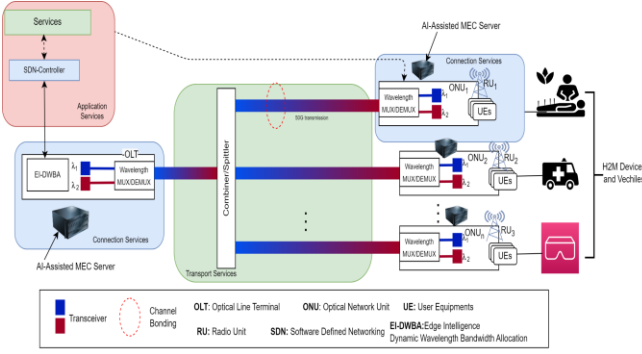 Services
SDN-Controller
Application
Services
AI-Assisted MEC Server
Connection Services
ONU1
RU1
Wavelength
MUX/DEMUX
λ1
λ2
UEs
50G transmission
OLT
EI-DWBA
λ1
λ2
Wavelength
MUX/DEMUX
Combiner/Spittler
ONU2
RU2
Wavelength
MUX/DEMUX
λ1
λ2
UEs
H2M Device
and Vechiles
Connection Services
AI-Assisted MEC Server
Transport Services
ONUn
RU3
Wavelength
MUX/DEMUX
λ1
λ2
UEs
Transceiver
Channel
Bonding
OLT: Optical Line Terminal
ONU: Optical Network Unit
UE: User Equipments
RU: Radio Unit
SDN: Software Defined Networking
EI-DWBA:Edge Intelligence
Dynamic Wavelength Bandwidth Allocation